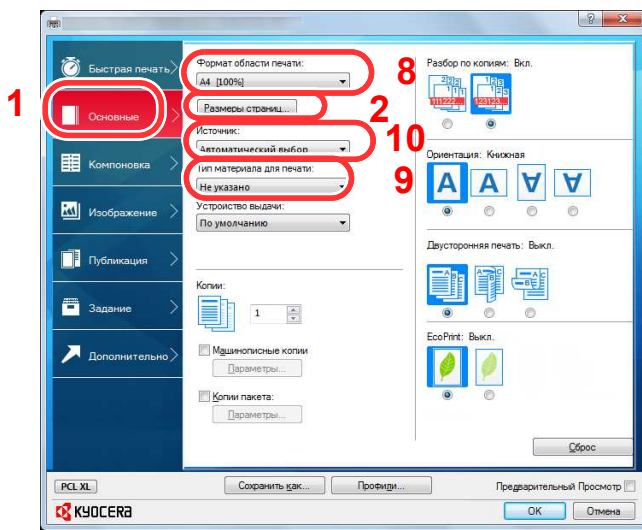 Быстрая печать
Основные
Компоновка
Изображение
Публикация
Задание
Дополнительно
1
Формат области печати:
A4 [100%]
8
Размеры страниц...
2
Источник:
Автоматический выбор
10
Тип материала для печати:
Не указано
9
Устройство выдачи:
По умолчанию
Копии:
1
Машинописные копии
Параметры...
Копии пакета:
Параметры...
Разбор по копиям: Вкл.
111222...
123123...
Ориентация: Книжная
A A A A
Двусторонняя печать: Выкл.
EcoPrint: Выкл.
Сброс
PCL XL
Сохранить как...
Профили...
Предварительный Просмотр
KYOCERA
OK
Отмена